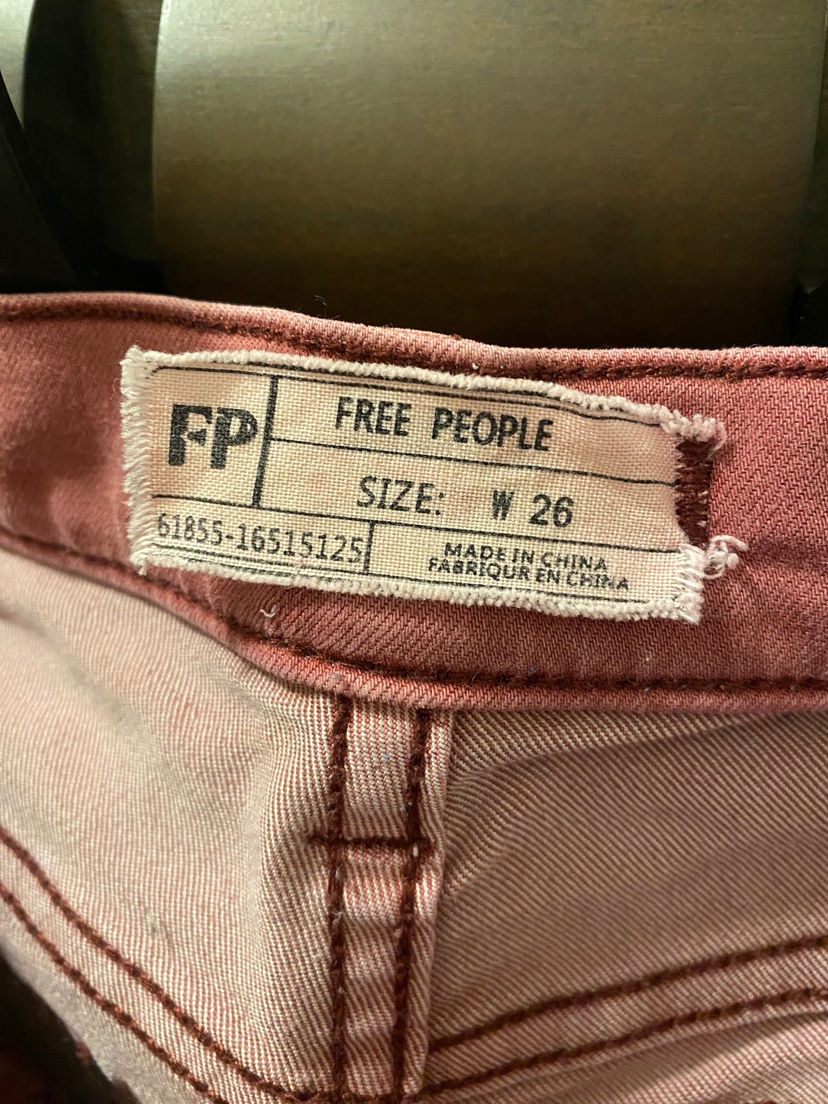 FP
FREE PEOPLE
SIZE: W 26
61855-16515125
MADE IN CHINA
FABRIQUR EN CHINA